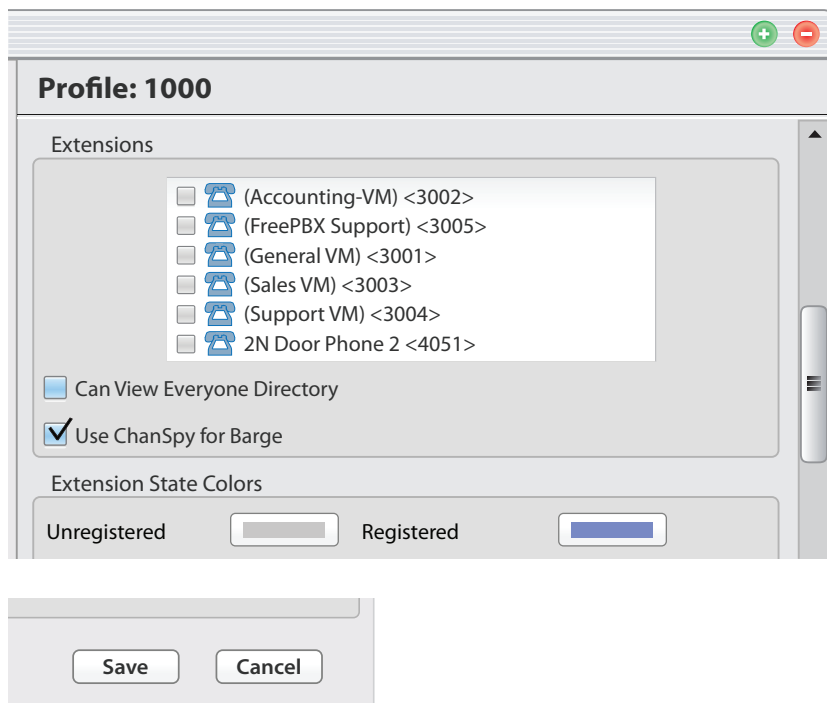 Profile: 1000
Extensions
(Accounting-VM) <3002>
(FreePBX Support) <3005>
(General VM) <3001>
(Sales VM) <3003>
(Support VM) <3004>
2N Door Phone 2 <4051>
Can View Everyone Directory
Use ChanSpy for Barge
Extension State Colors
Unregistered Registered
Save Cancel